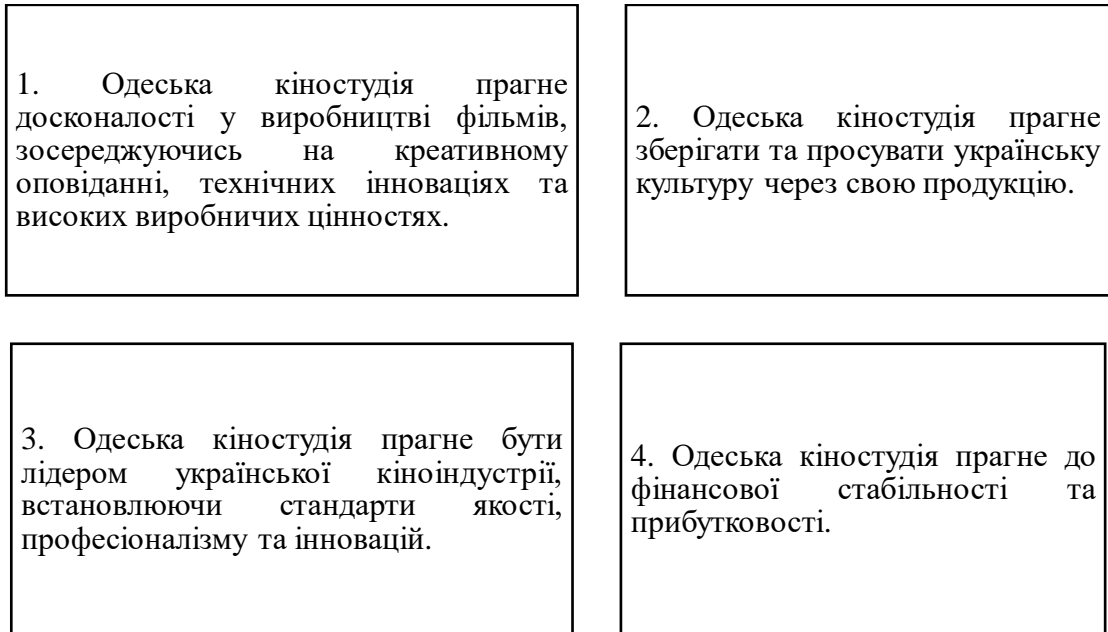 1. Одеська кіностудія прагне
досконалості у виробництві фільмів,
зосереджуючись на креативному
оповіданні, технічних інноваціях та
високих виробничих цінностях.
2. Одеська кіностудія прагне
зберігати та просувати українську
культуру через свою продукцію.
3. Одеська кіностудія прагне бути
лідером української кіноіндустрії,
встановлюючи стандарти якості,
професіоналізму та інновацій.
4. Одеська кіностудія прагне до
фінансової стабільності та
прибутковості.